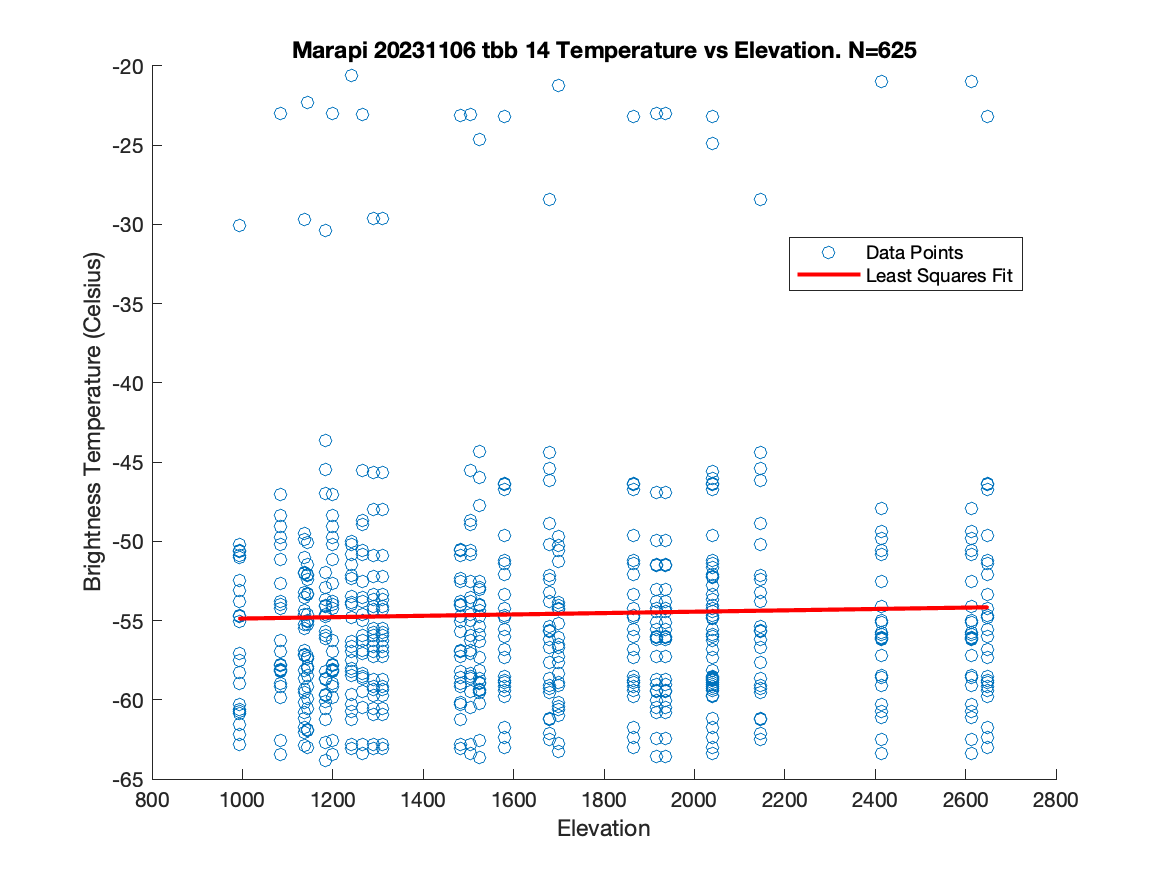 Marapi 20231106 tbb 14 Temperature vs Elevation. N=625
-20
-25
-30
-35
-40
-45
-50
-55
-60
-65
Brightness Temperature (Celsius)
Data Points
Least Squares Fit
800 1000 1200 1400 1600 1800 2000 2200 2400 2600 2800
Elevation